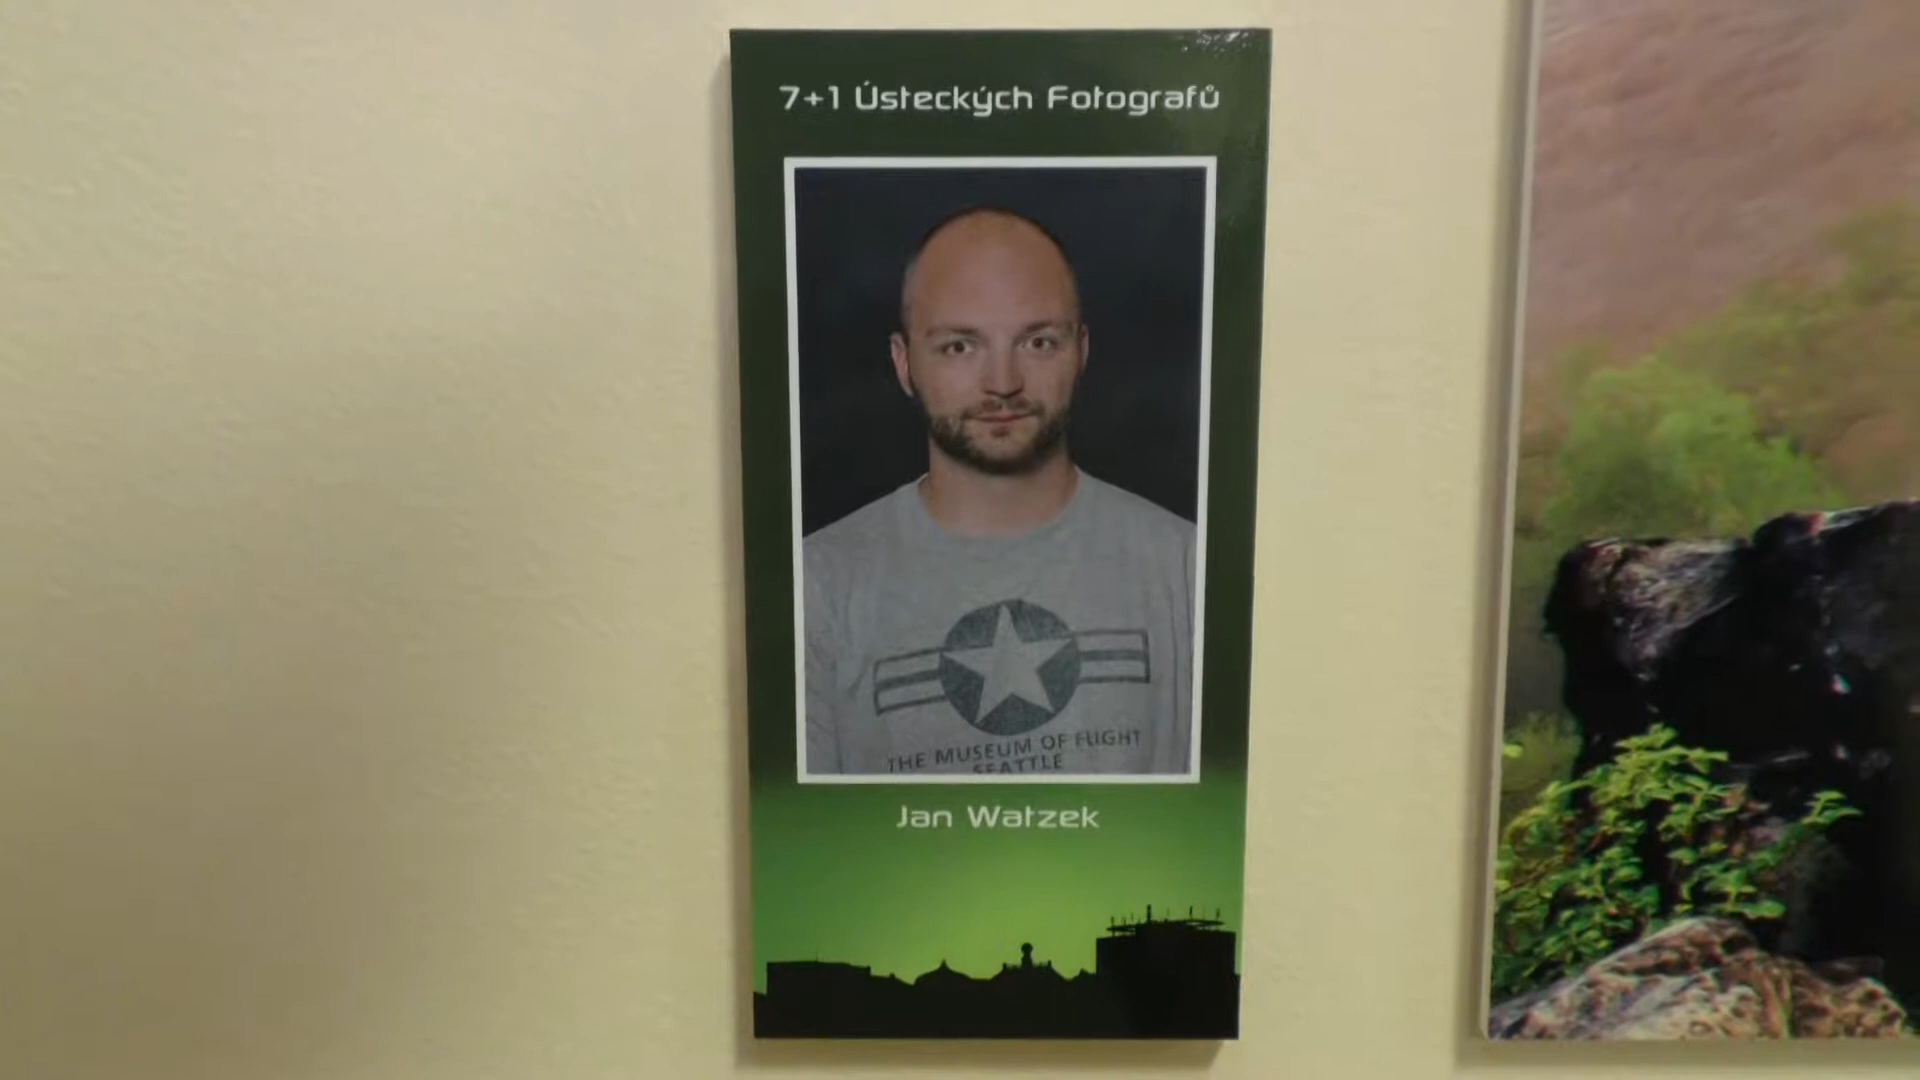 7+1 Ústeckých Fotografů
THE MUSEUM OF FLIGHT
SEATTLE
Jan Watzek